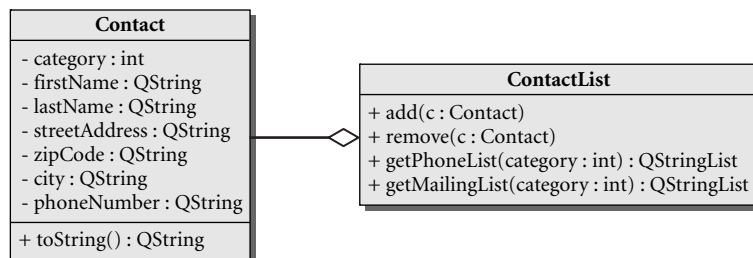 Contact
- category : int
- firstName : QString
- lastName : QString
- streetAddress : QString
- zipCode : QString
- city : QString
- phoneNumber : QString
+ toString() : QString
ContactList
+ add(c : Contact)
+ remove(c : Contact)
+ getPhoneList(category : int) : QStringList
+ getMailingList(category : int) : QStringList